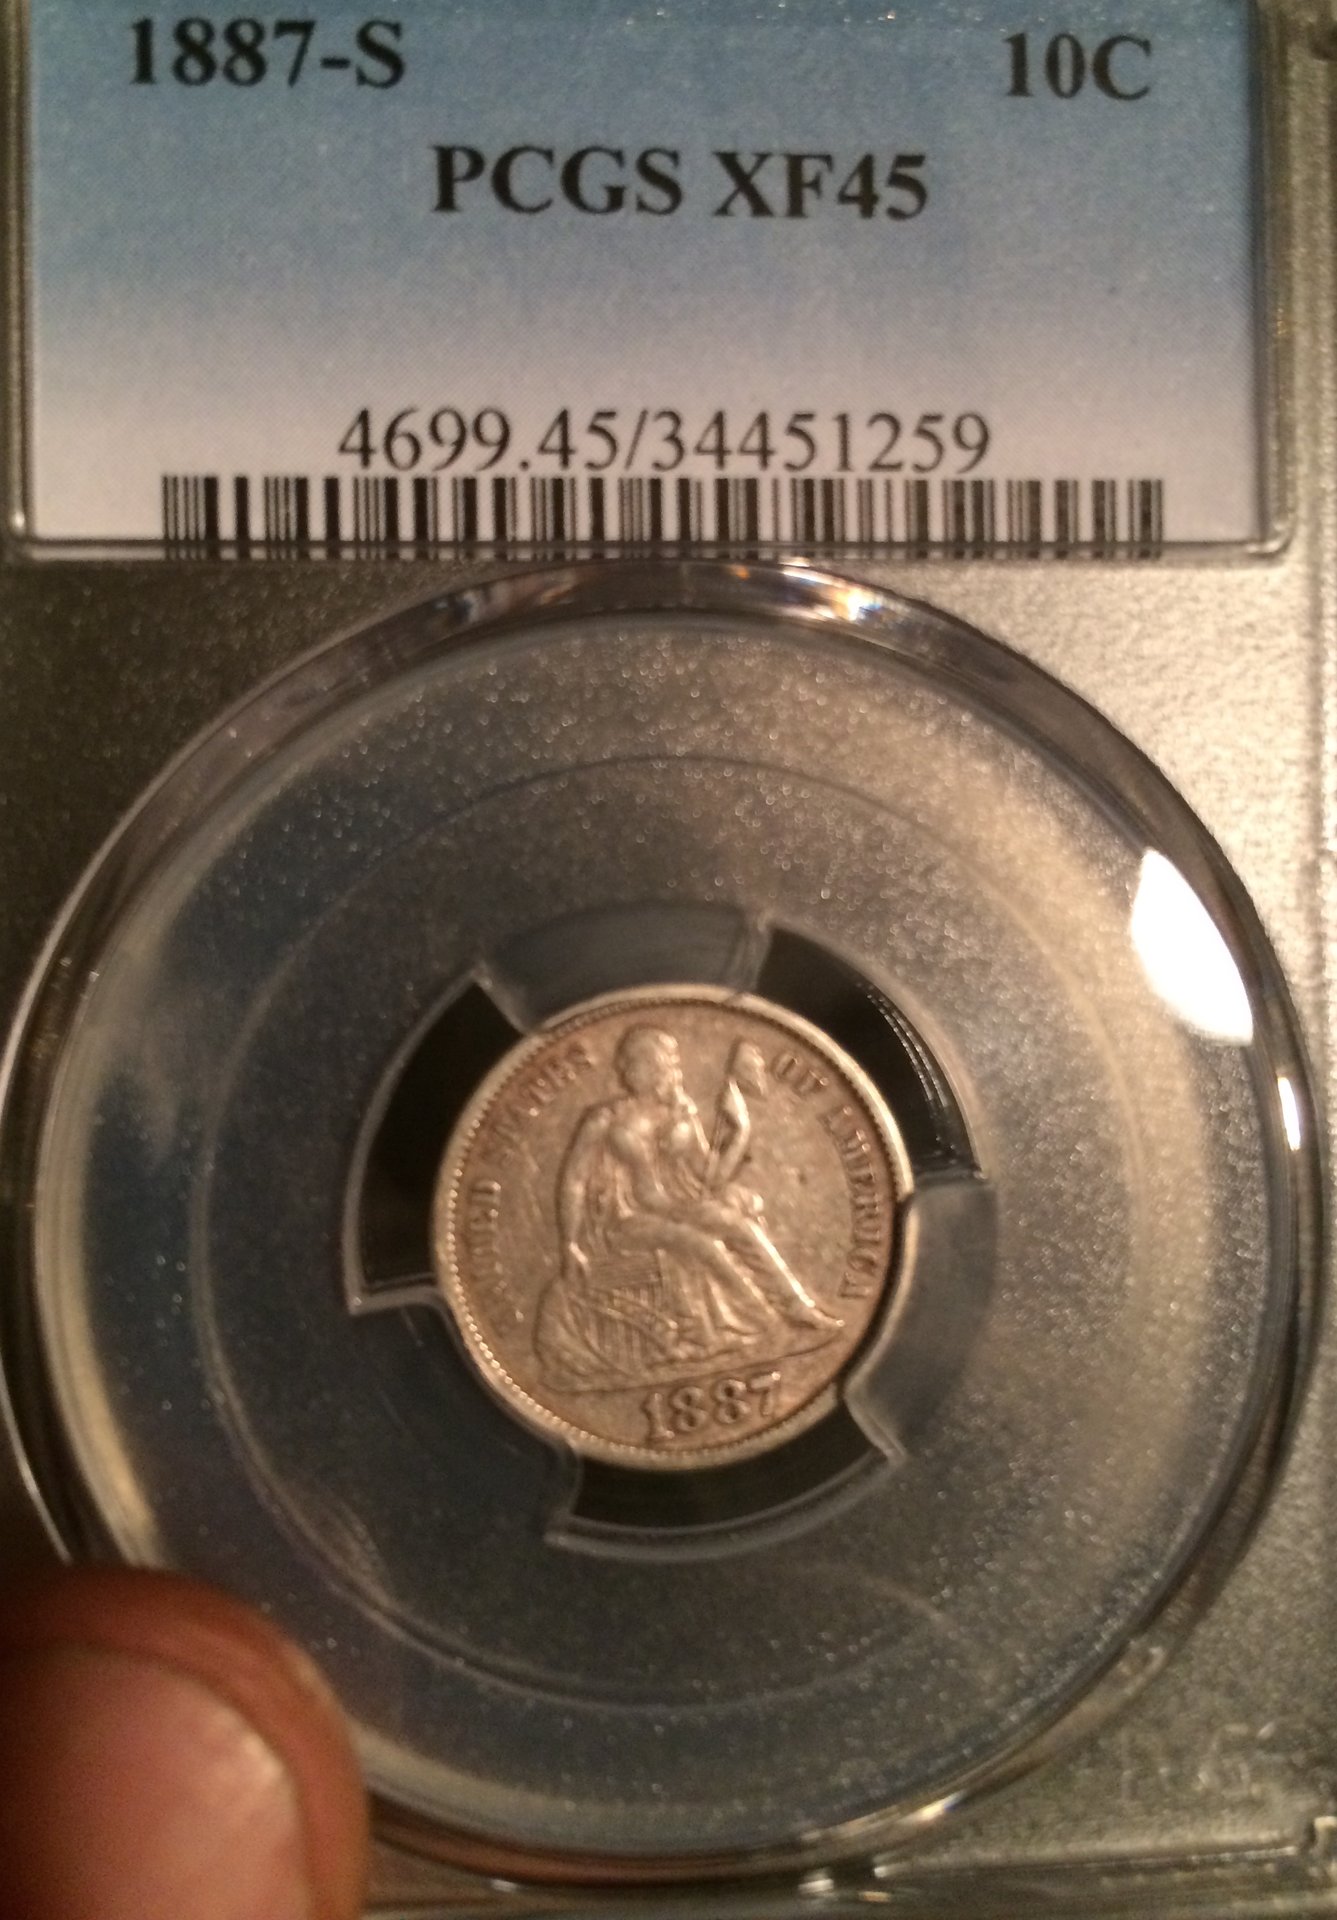 1887-S 10C
PCGS XF45
4699.45/34451259
UNITED STATES OF AMERICA
1887